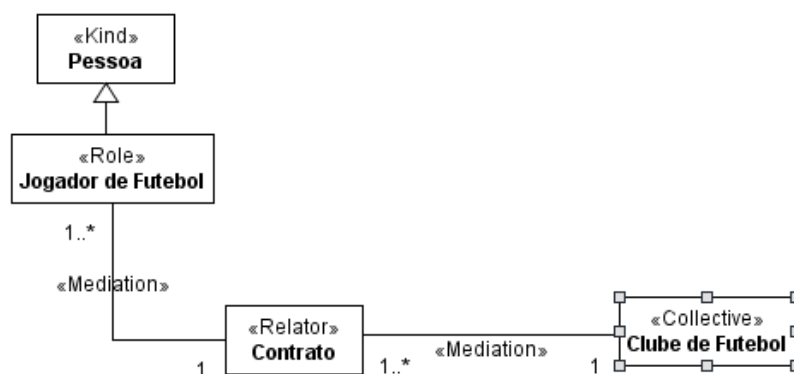 «Kind»
Pessoa
«Role»
Jogador de Futebol
1..*
«Mediation»
«Relator»
Contrato
1
1..*
«Mediation»
1
«Collective»
Clube de Futebol